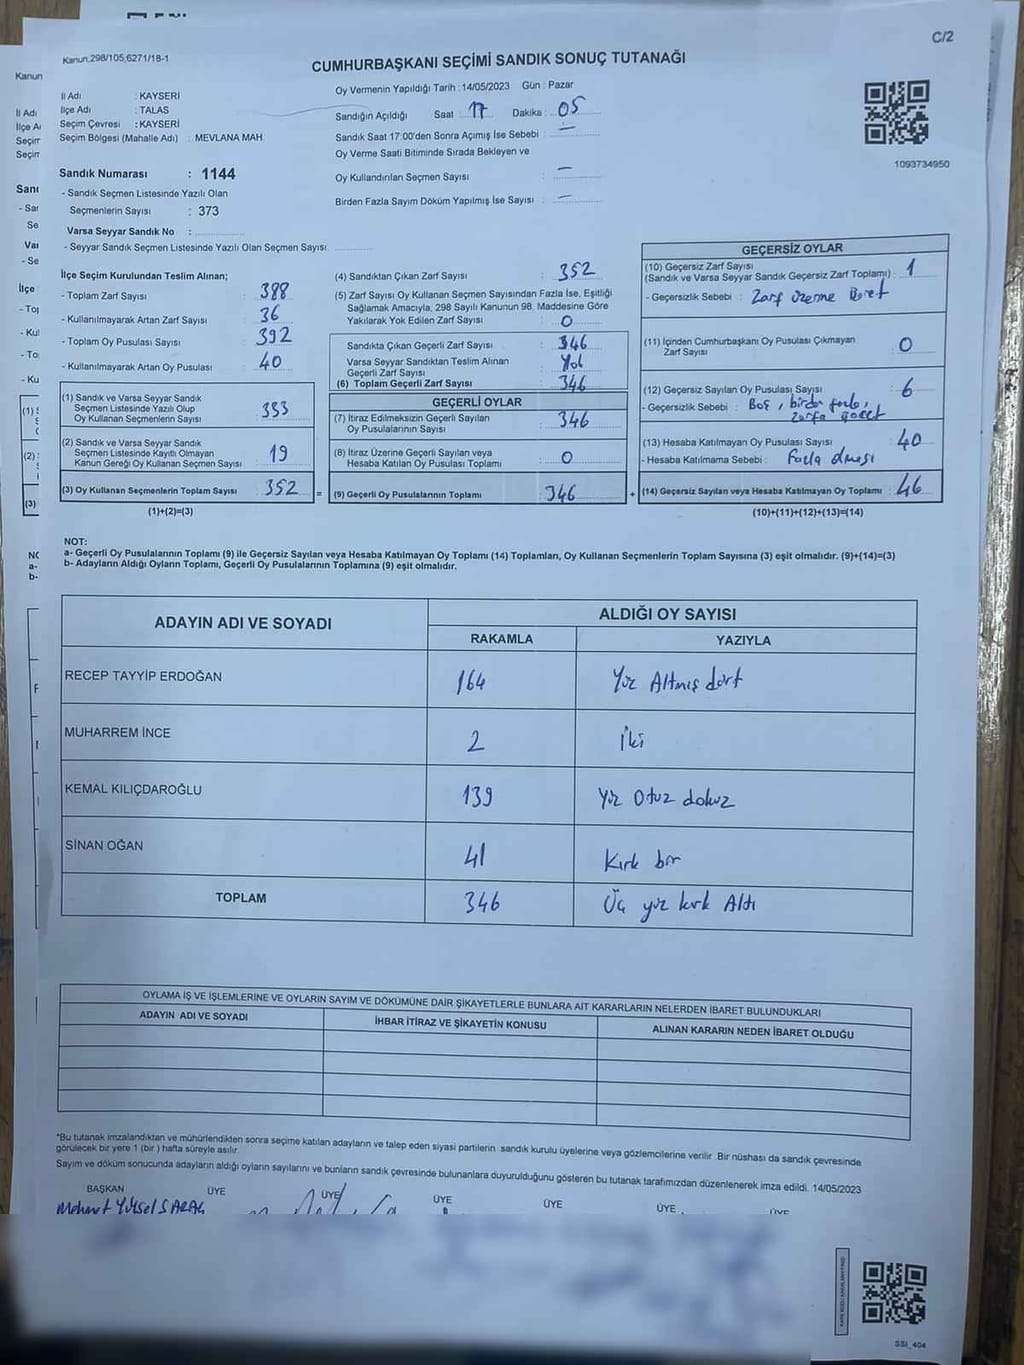 C/2
Kanun:298/105,6271/18-1
CUMHURBAŞKANI SEÇİMİ SANDIK SONUÇ TUTANAĞI
İl Adı : KAYSERİ
İlçe Adı : TALAS
Seçim Çevresi : KAYSERİ
Seçim Bölgesi (Mahalle Adı) : MEVLANA MAH
Oy Vermenin Yapıldığı Tarih : 14/05/2023 Gün : Pazar
Sandığın Açıldığı Saat : 17 Dakika : 05
Sandık Saat 17:00'den Sonra Açımış İse Sebebi : —
Oy Verme Saati Bitiminde Sırada Bekleyen ve
Oy Kullandırılan Seçmen Sayısı : —
Birden Fazla Sayım Döküm Yapılmış İse Sayısı : —
1093734950
Sandık Numarası : 1144
- Sandık Seçmen Listesinde Yazılı Olan
Seçmenlerin Sayısı : 373
Varsa Seyyar Sandık No :
- Seyyar Sandık Seçmen Listesinde Yazılı Olan Seçmen Sayısı
İlçe Seçim Kurulundan Teslim Alınan;
- Toplam Zarf Sayısı : 388
- Kullanılmayarak Artan Zarf Sayısı : 36
- Toplam Oy Pusulası Sayısı : 392
- Kullanılmayarak Artan Oy Pusulası : 40
(1) Sandık ve Varsa Seyyar Sandık
Seçmen Listesinde Yazılı Olup
Oy Kullanan Seçmenlerin Sayısı : 333
(2) Sandık ve Varsa Seyyar Sandık
Seçmen Listesinde Kayıtlı Olmayan
Kanun Gereği Oy Kullanan Seçmen Sayısı : 19
(3) Oy Kullanan Seçmenlerin Toplam Sayısı : 352 =
(1)+(2)=(3)
(4) Sandıktan Çıkan Zarf Sayısı : 352
(5) Zarf Sayısı Oy Kullanan Seçmen Sayısından Fazla İse, Eşitliği
Sağlamak Amacıyla, 298 Sayılı Kanunun 98. Maddesine Göre
Yakılarak Yok Edilen Zarf Sayısı : 0
Sandıkta Çıkan Geçerli Zarf Sayısı : 346
Varsa Seyyar Sandıktan Teslim Alınan
Geçerli Zarf Sayısı : Yok
(6) Toplam Geçerli Zarf Sayısı : 346
GEÇERLİ OYLAR
(7) İtiraz Edilmeksizin Geçerli Sayılan
Oy Pusulalarının Sayısı : 346
(8) İtiraz Üzerine Geçerli Sayılan veya
Hesaba Katılan Oy Pusulası Toplamı : 0
(9) Geçerli Oy Pusulalarının Toplamı : 346 +
GEÇERSİZ OYLAR
(10) Geçersiz Zarf Sayısı
(Sandık ve Varsa Seyyar Sandık Geçersiz Zarf Toplamı) : 1
- Geçersizlik Sebebi : Zarf üzerine
(11) İçinden Cumhurbaşkanı Oy Pusulası Çıkmayan
Zarf Sayısı : 0
(12) Geçersiz Sayılan Oy Pusulası Sayısı : 6
- Geçersizlik Sebebi : Boş, birden fazla,
zarfa
(13) Hesaba Katılmayan Oy Pusulası Sayısı : 40
- Hesaba Katılmama Sebebi : Fazla olması
(14) Geçersiz Sayılan veya Hesaba Katılmayan Oy Toplamı : 46
(10)+(11)+(12)+(13)=(14)
NOT:
a- Geçerli Oy Pusulalarının Toplamı (9) ile Geçersiz Sayılan veya Hesaba Katılmayan Oy Toplamı (14) Toplamları, Oy Kullanan Seçmenlerin Toplam Sayısına (3) eşit olmalıdır. (9)+(14)=(3)
b- Adayların Aldığı Oyların Toplamı, Geçerli Oy Pusulalarının Toplamına (9) eşit olmalıdır.
ADAYIN ADI VE SOYADI
ALDIĞI OY SAYISI
RAKAMLA YAZIYLA
RECEP TAYYİP ERDOĞAN 164 Yüz Altmış dört
MUHARREM İNCE 2 İki
KEMAL KILIÇDAROĞLU 139 Yüz Otuz dokuz
SİNAN OĞAN 41 Kırk bir
TOPLAM 346 Üç yüz kırk Altı
OYLAMA İŞ VE İŞLEMLERİNE VE OYLARIN SAYIM VE DÖKÜMÜNE DAİR ŞİKAYETLERLE BUNLARA AİT KARARLARIN NELERDEN İBARET BULUNDUKLARI
ADAYIN ADI VE SOYADI İHBAR İTİRAZ VE ŞİKAYETİN KONUSU ALINAN KARARIN NEDEN İBARET OLDUĞU
*Bu tutanak imzalandıktan ve mühürlendikten sonra seçime katılan adayların ve talep eden siyasi partilerin sandık kurulu üyelerine veya gözlemcilerine verilir. Bir nüshası da sandık çevresinde
görülecek bir yere 1 (bir) hafta süreyle asılır.
Sayım ve döküm sonucunda adayların aldığı oyların sayılarını ve bunların sandık çevresinde bulunanlara duyurulduğunu gösteren bu tutanak tarafımızdan düzenlenerek imza edildi. 14/05/2023
BAŞKAN ÜYE ÜYE ÜYE ÜYE ÜYE ÜYE
Mehmet Yüksel SARAÇ
SSI_404